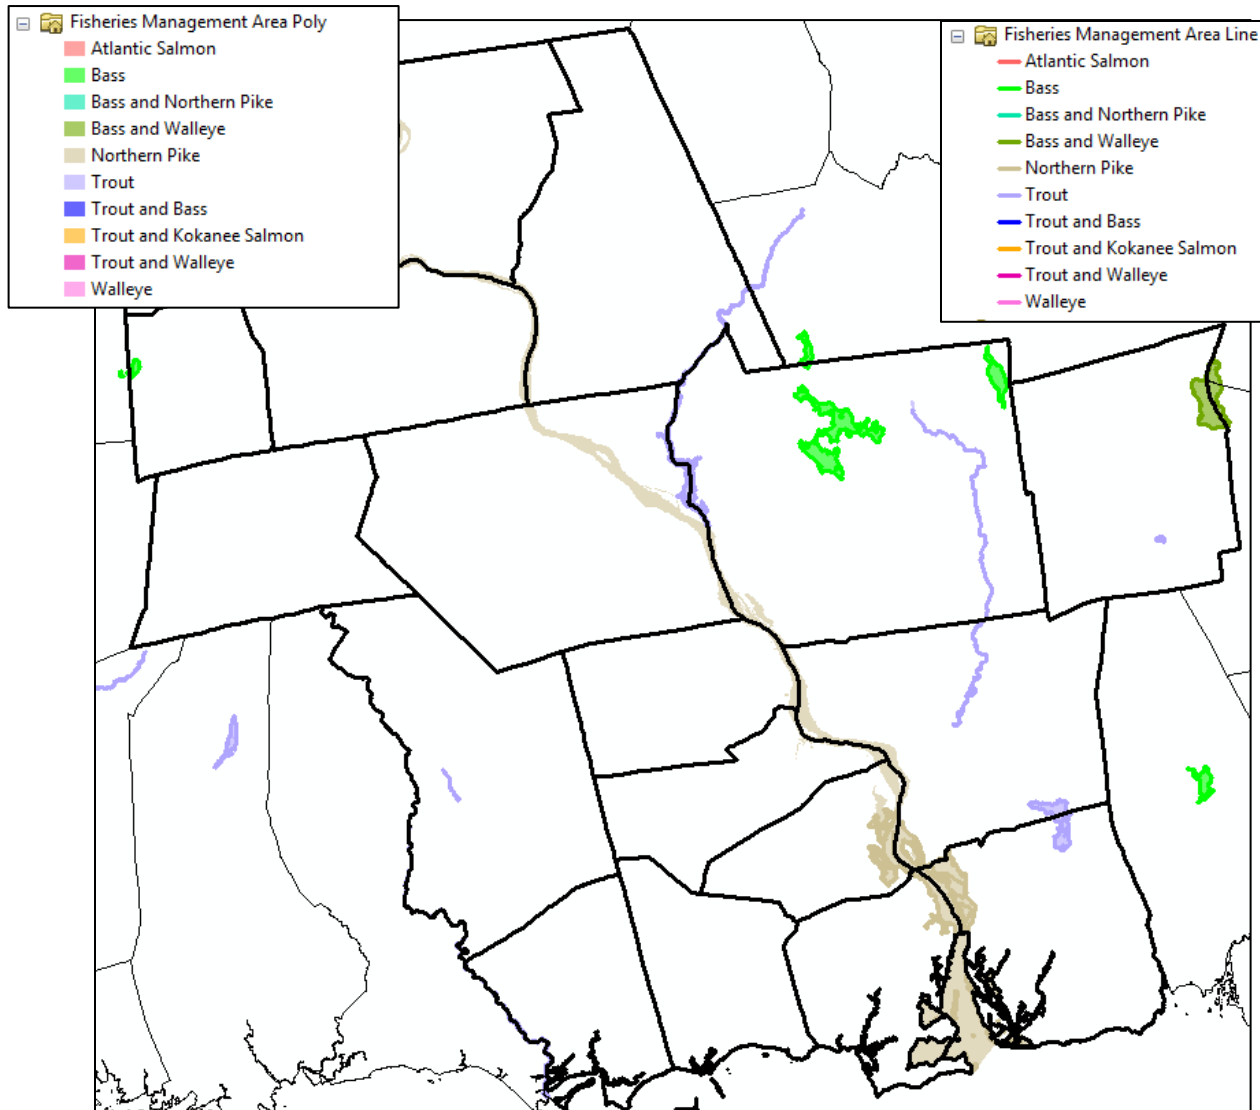 Fisheries Management Area Poly
Atlantic Salmon
Bass
Bass and Northern Pike
Bass and Walleye
Northern Pike
Trout
Trout and Bass
Trout and Kokanee Salmon
Trout and Walleye
Walleye
Fisheries Management Area Line
Atlantic Salmon
Bass
Bass and Northern Pike
Bass and Walleye
Northern Pike
Trout
Trout and Bass
Trout and Kokanee Salmon
Trout and Walleye
Walleye